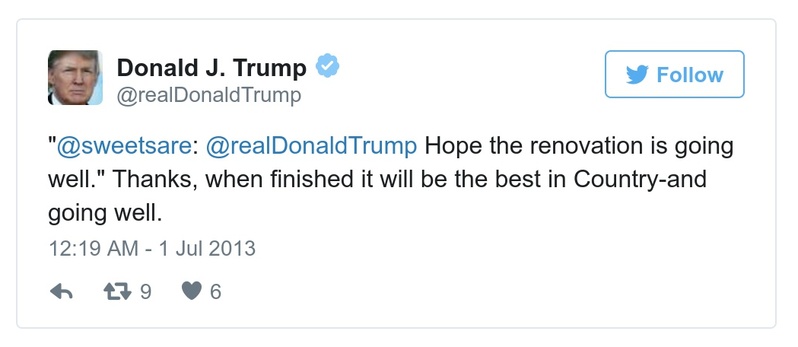 Donald J. Trump
@realDonaldTrump
Follow
"@sweetsare: @realDonaldTrump Hope the renovation is going
well." Thanks, when finished it will be the best in Country-and
going well.
12:19 AM - 1 Jul 2013
9 6